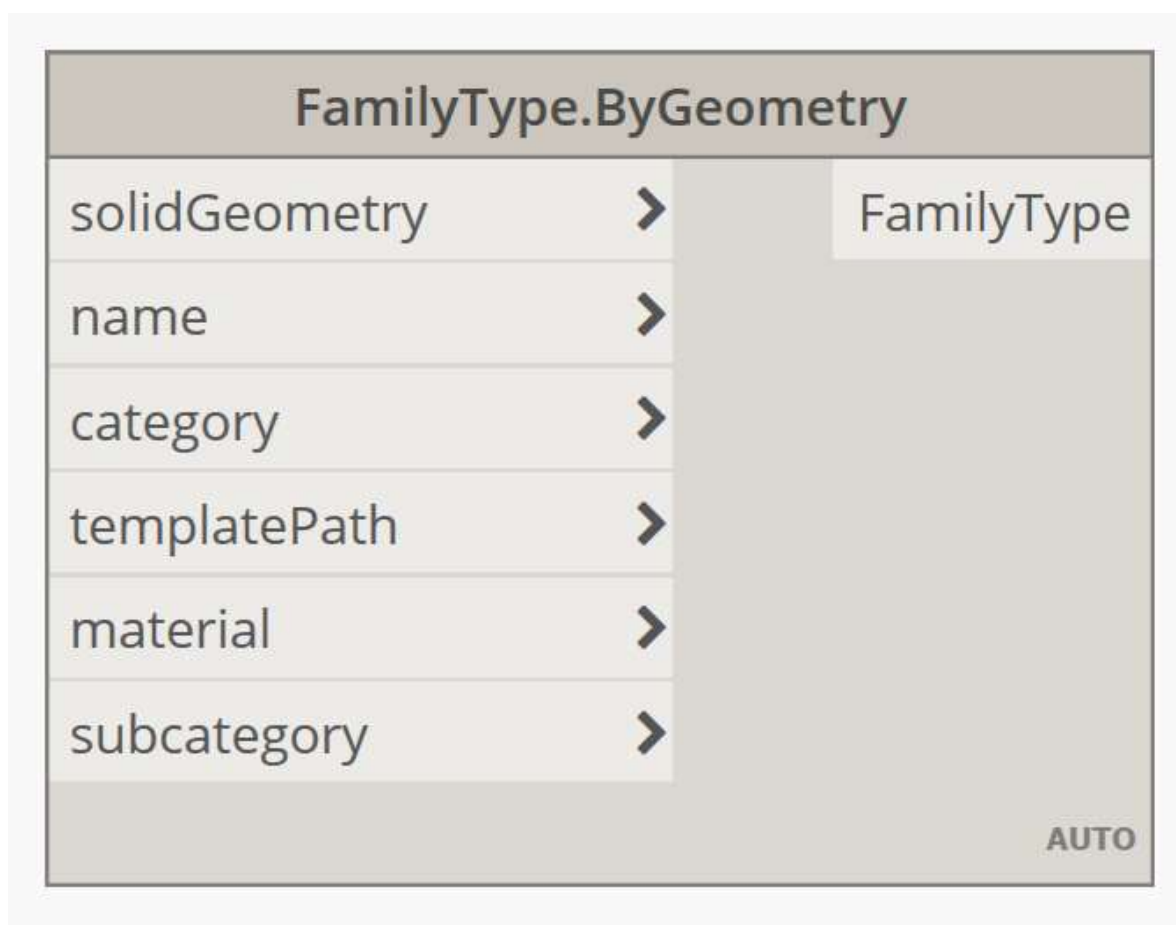 FamilyType.ByGeometry
solidGeometry
FamilyType
name
category
templatePath
material
subcategory
AUTO